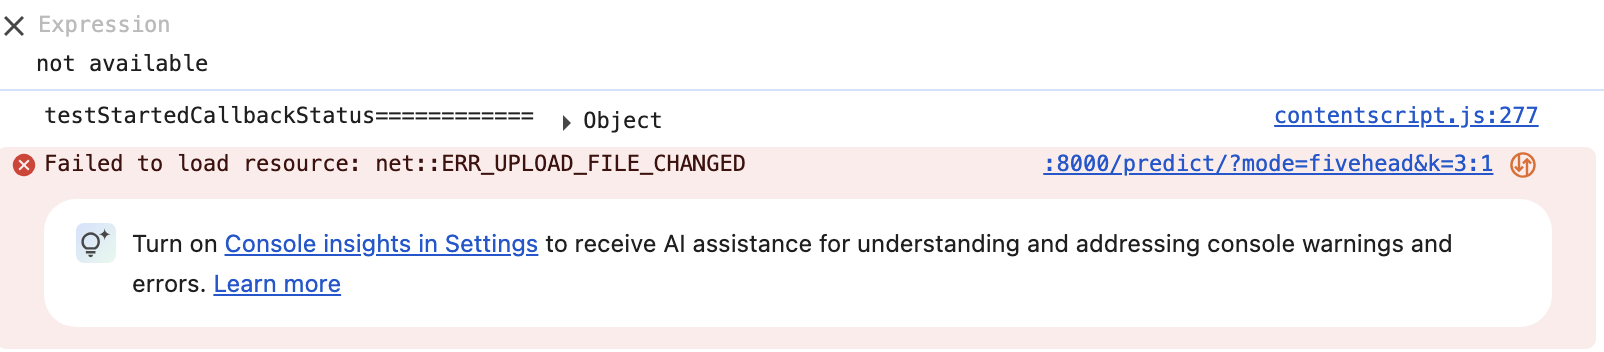 Expression
not available
testStartedCallbackStatus============ Object contentscript.js:277
Failed to load resource: net::ERR_UPLOAD_FILE_CHANGED :8000/predict/?mode=fivehead&k=3:1
Turn on Console insights in Settings to receive AI assistance for understanding and addressing console warnings and
errors. Learn more